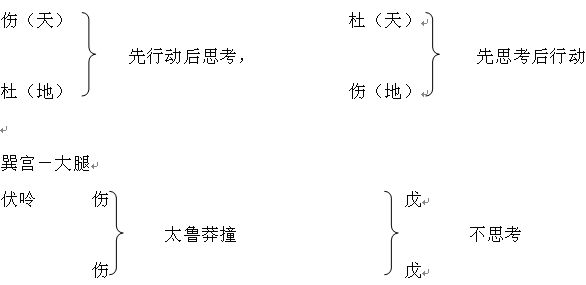 伤（天） 杜（天）
先行动后思考， 先思考后行动
杜（地） 伤（地）
巽宫－大腿
伏呤 伤 戊
太鲁莽撞 不思考
伤 戊